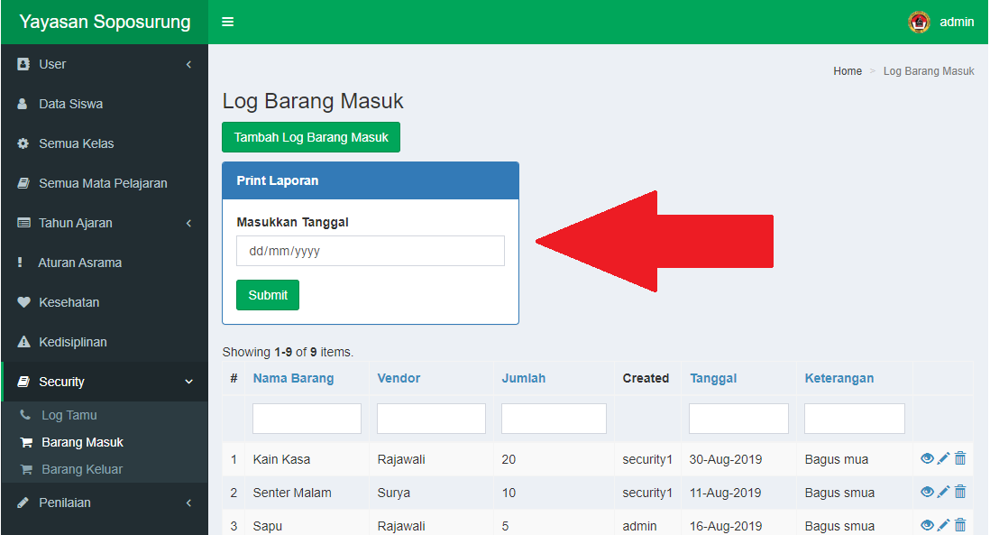 Yayasan Soposurung
admin
User
Data Siswa
Semua Kelas
Semua Mata Pelajaran
Tahun Ajaran
Aturan Asrama
Kesehatan
Kedisiplinan
Security
Log Tamu
Barang Masuk
Barang Keluar
Penilaian
Home > Log Barang Masuk
Log Barang Masuk
Tambah Log Barang Masuk
Print Laporan
Masukkan Tanggal
dd/mm/yyyy
Submit
Showing 1-9 of 9 items.
# Nama Barang Vendor Jumlah Created Tanggal Keterangan
1 Kain Kasa Rajawali 20 security1 30-Aug-2019 Bagus mua
2 Senter Malam Surya 10 security1 11-Aug-2019 Bagus smua
3 Sapu Rajawali 5 admin 16-Aug-2019 Bagus smua